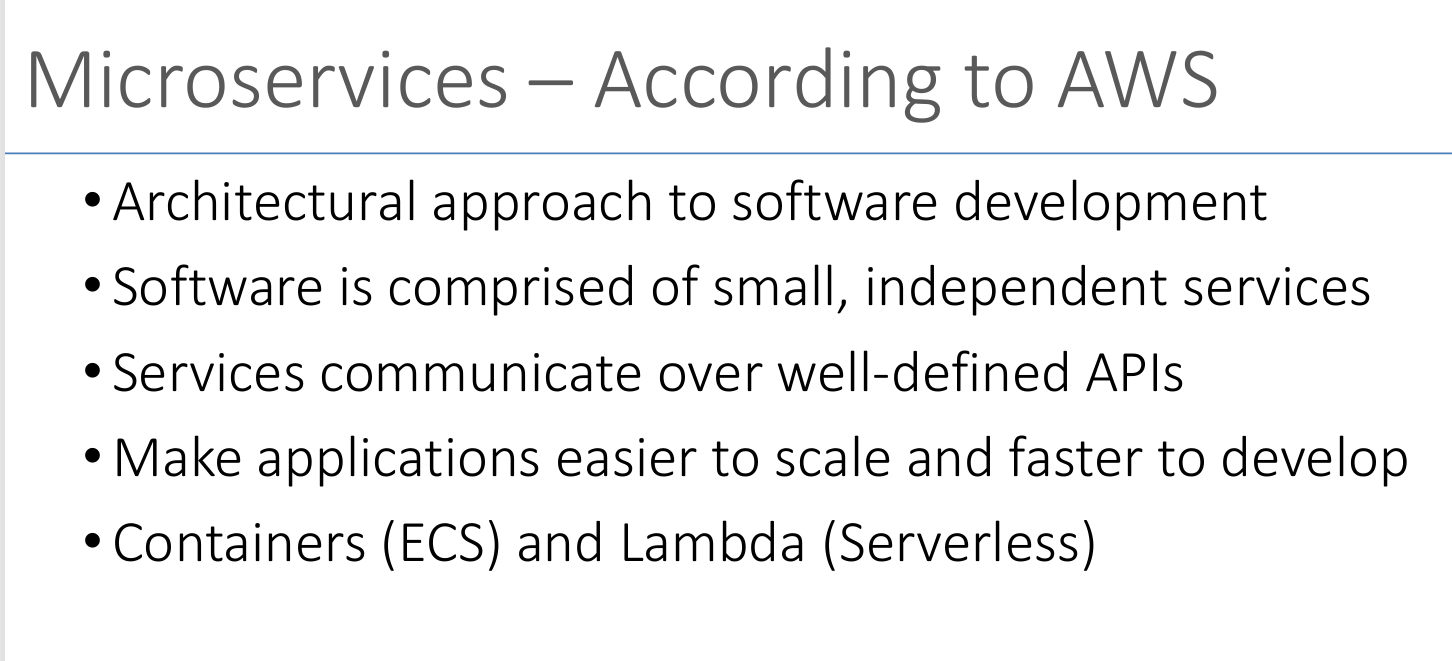 Microservices – According to AWS
• Architectural approach to software development
• Software is comprised of small, independent services
• Services communicate over well-defined APIs
• Make applications easier to scale and faster to develop
• Containers (ECS) and Lambda (Serverless)